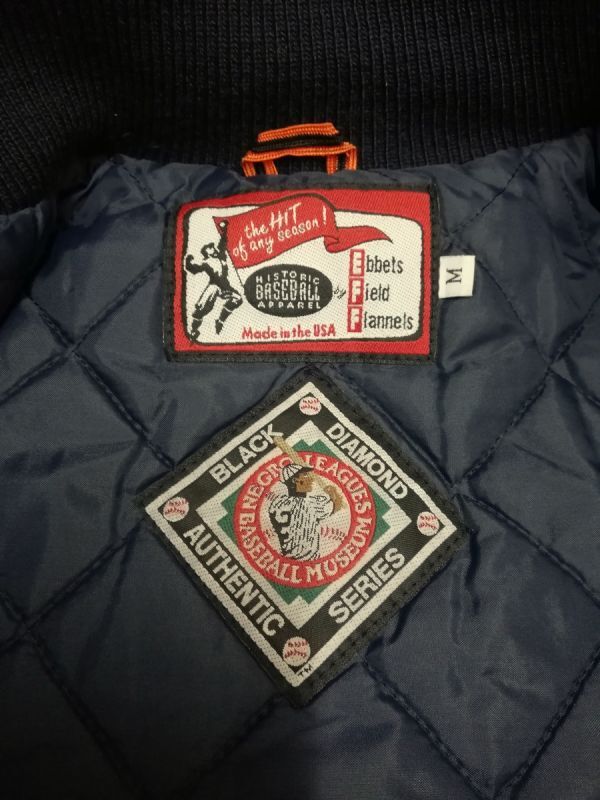 the HIT
of any season!
HISTORIC
BASEBALL
APPAREL
by
Ebbets
Field
Flannels
Made in the USA
M
BLACK DIAMOND
NEGRO LEAGUES
BASEBALL MUSEUM
AUTHENTIC SERIES
TM